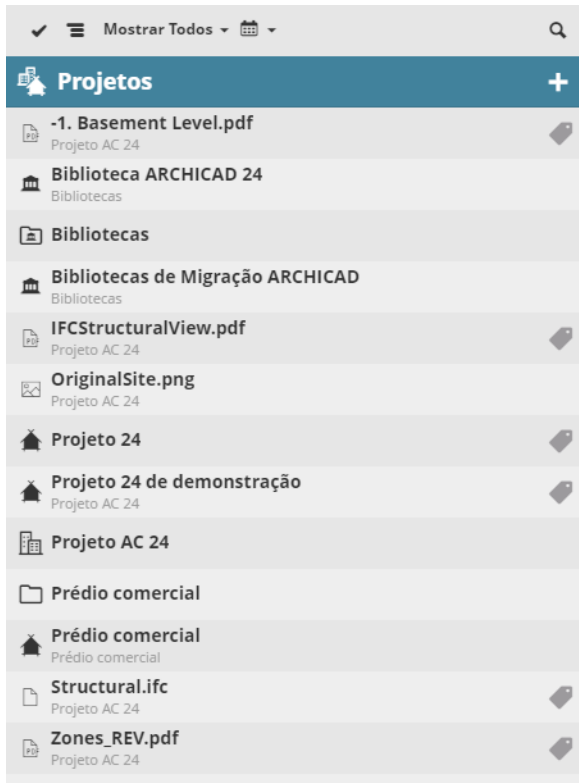 Mostrar Todos
Projetos
-1. Basement Level.pdf
Projeto AC 24
Biblioteca ARCHICAD 24
Bibliotecas
Bibliotecas
Bibliotecas de Migração ARCHICAD
Bibliotecas
IFCStructuralView.pdf
Projeto AC 24
OriginalSite.png
Projeto AC 24
Projeto 24
Projeto 24 de demonstração
Projeto AC 24
Projeto AC 24
Prédio comercial
Prédio comercial
Prédio comercial
Structural.ifc
Projeto AC 24
Zones_REV.pdf
Projeto AC 24